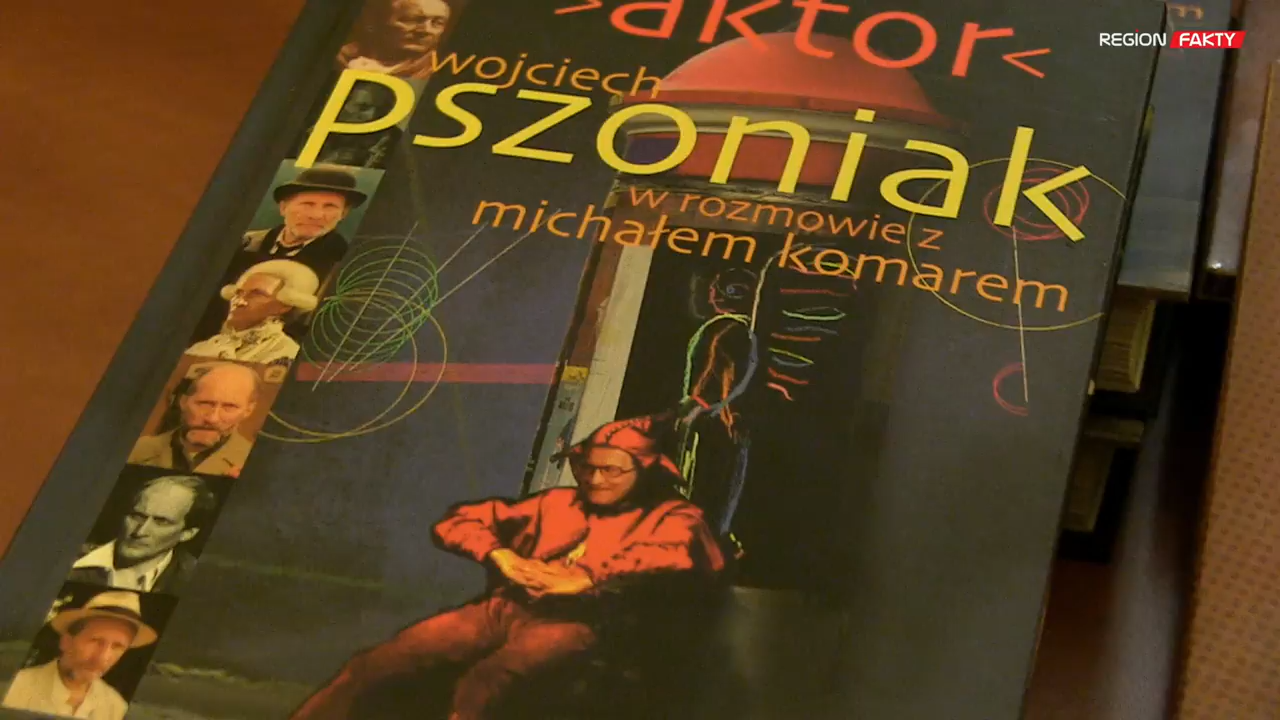 >aktor<
REGION FAKTY
wojciech
pszoniak
w rozmowie z
michałem komarem